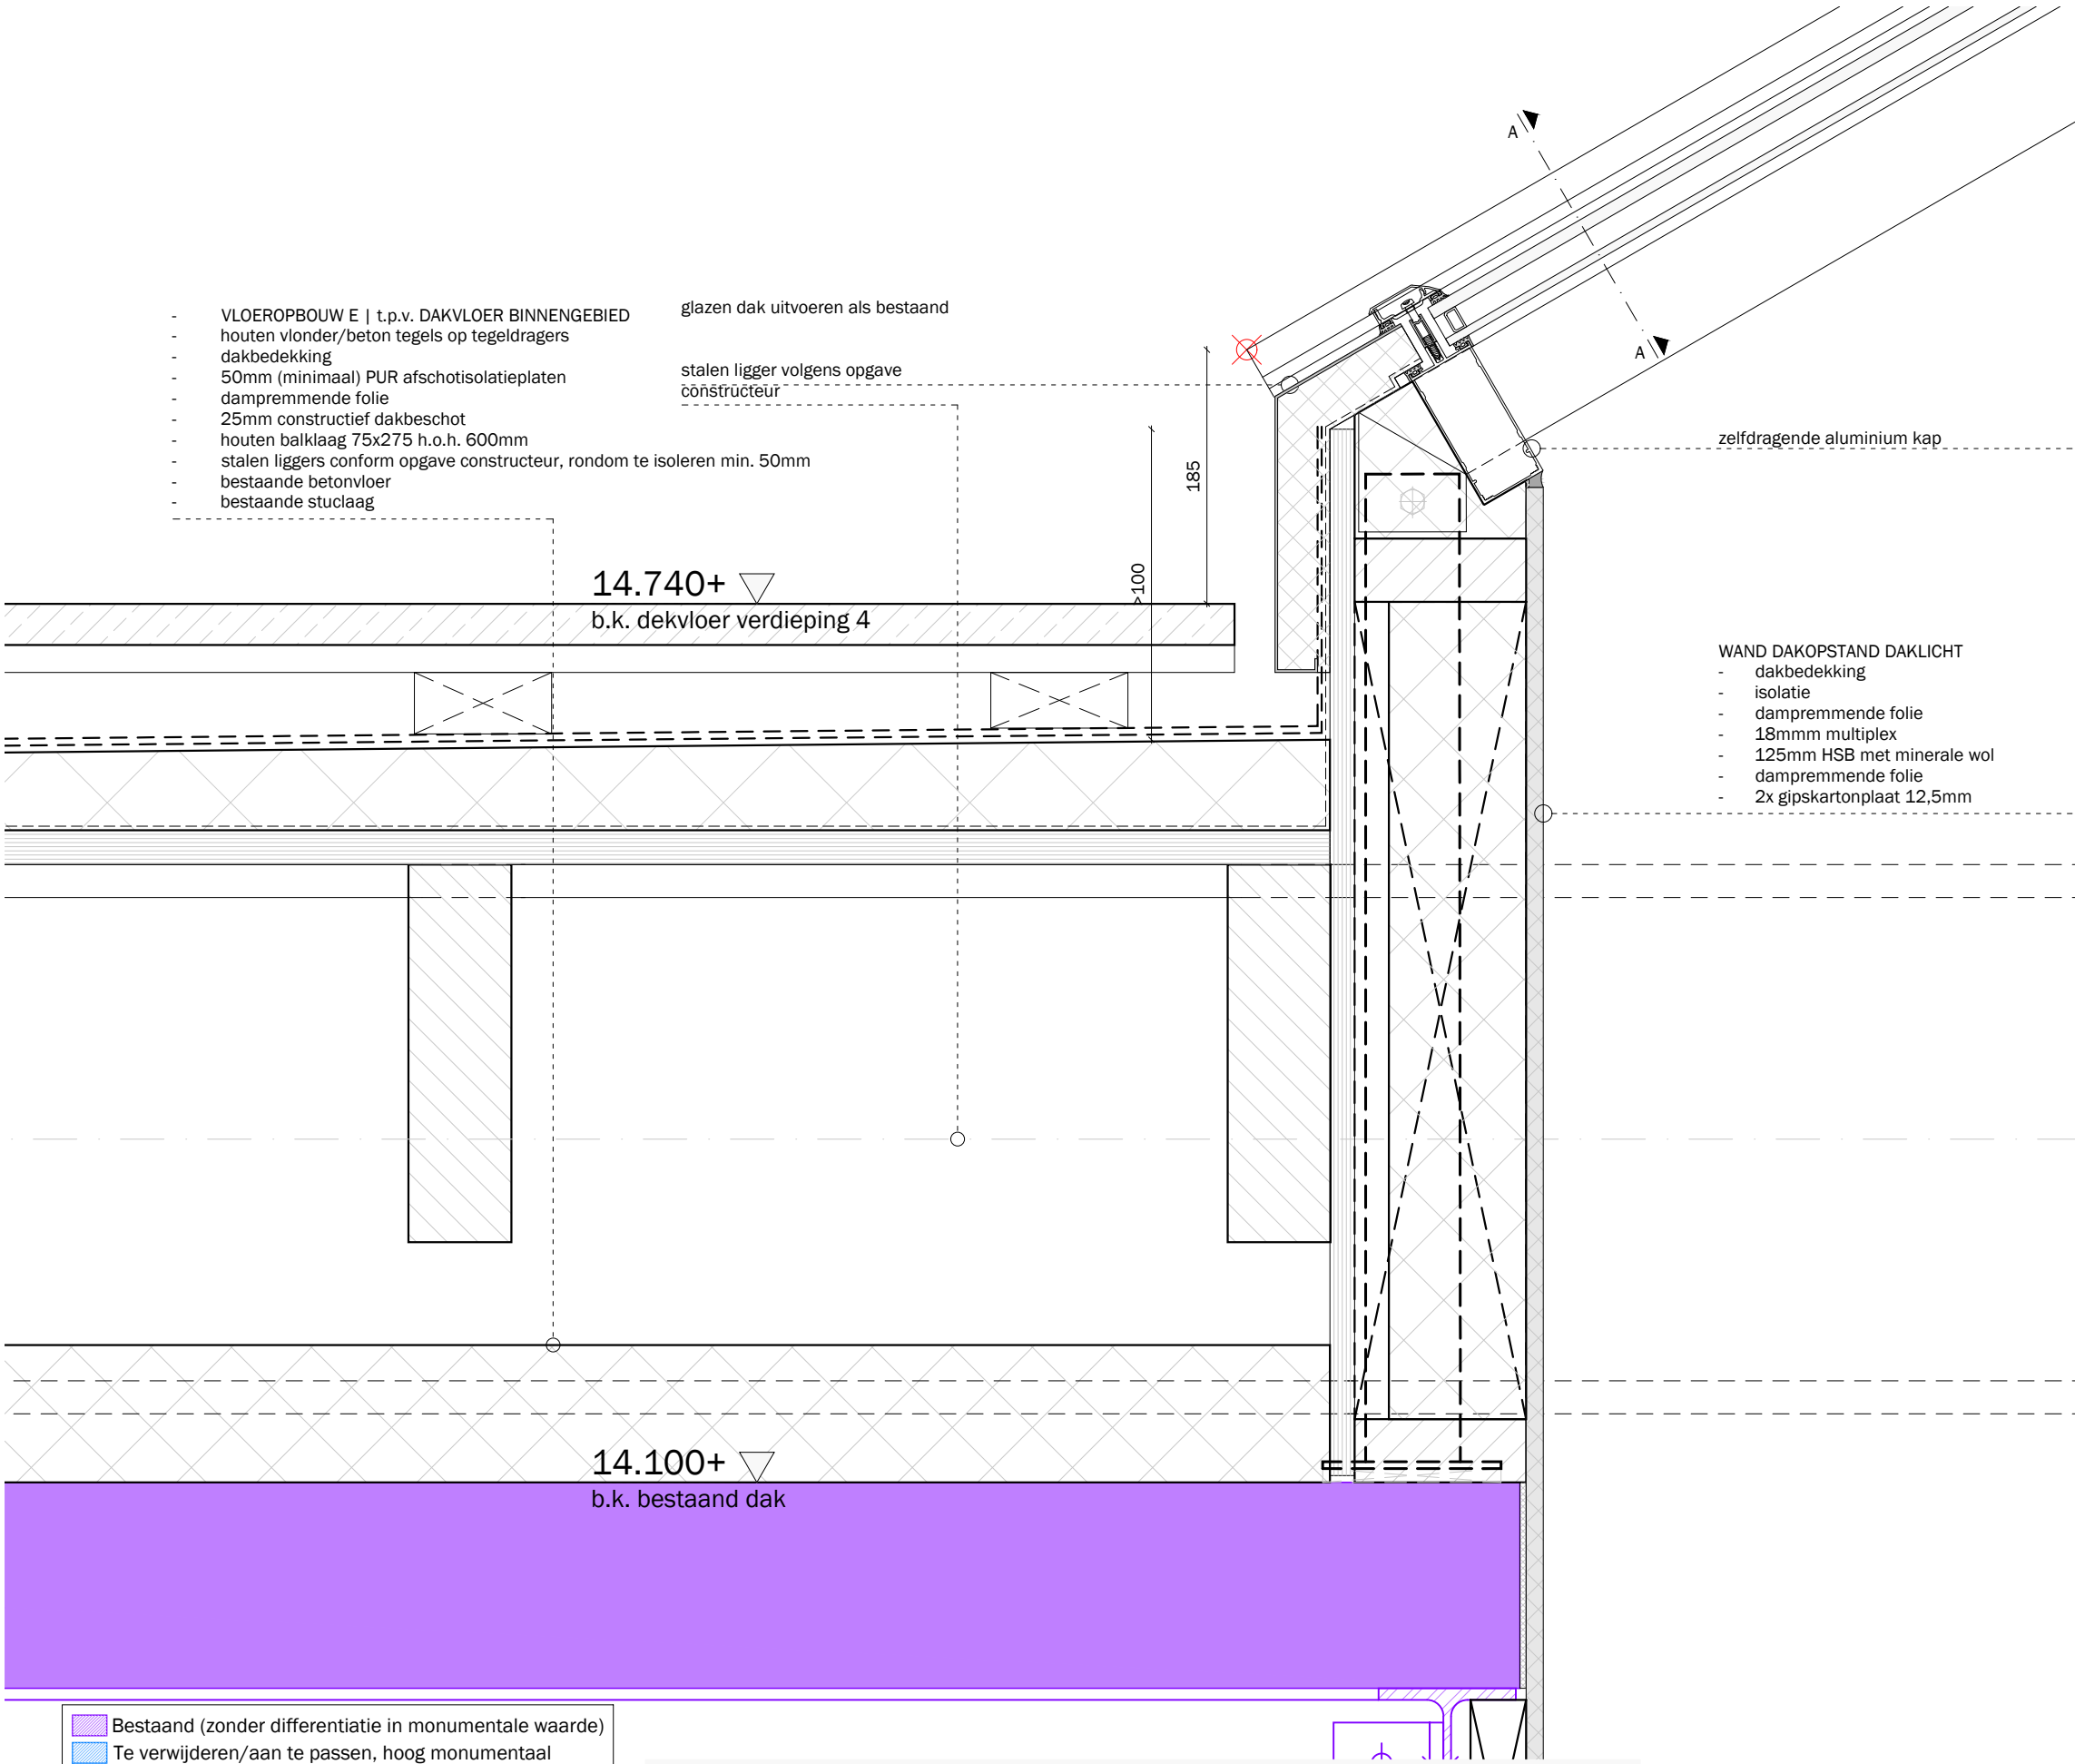 A
A
- VLOEROPBOUW E | t.p.v. DAKVLOER BINNENGEBIED
- houten vlonder/beton tegels op tegeldragers
- dakbedekking
- 50mm (minimaal) PUR afschotisolatieplaten
- dampremmende folie
- 25mm constructief dakbeschot
- houten balklaag 75x275 h.o.h. 600mm
- stalen liggers conform opgave constructeur, rondom te isoleren min. 50mm
- bestaande betonvloer
- bestaande stuclaag
glazen dak uitvoeren als bestaand
stalen ligger volgens opgave
constructeur
zelfdragende aluminium kap
185
>100
14.740+
b.k. dekvloer verdieping 4
WAND DAKOPSTAND DAKLICHT
- dakbedekking
- isolatie
- dampremmende folie
- 18mmm multiplex
- 125mm HSB met minerale wol
- dampremmende folie
- 2x gipskartonplaat 12,5mm
14.100+
b.k. bestaand dak
Bestaand (zonder differentiatie in monumentale waarde)
Te verwijderen/aan te passen, hoog monumentaal